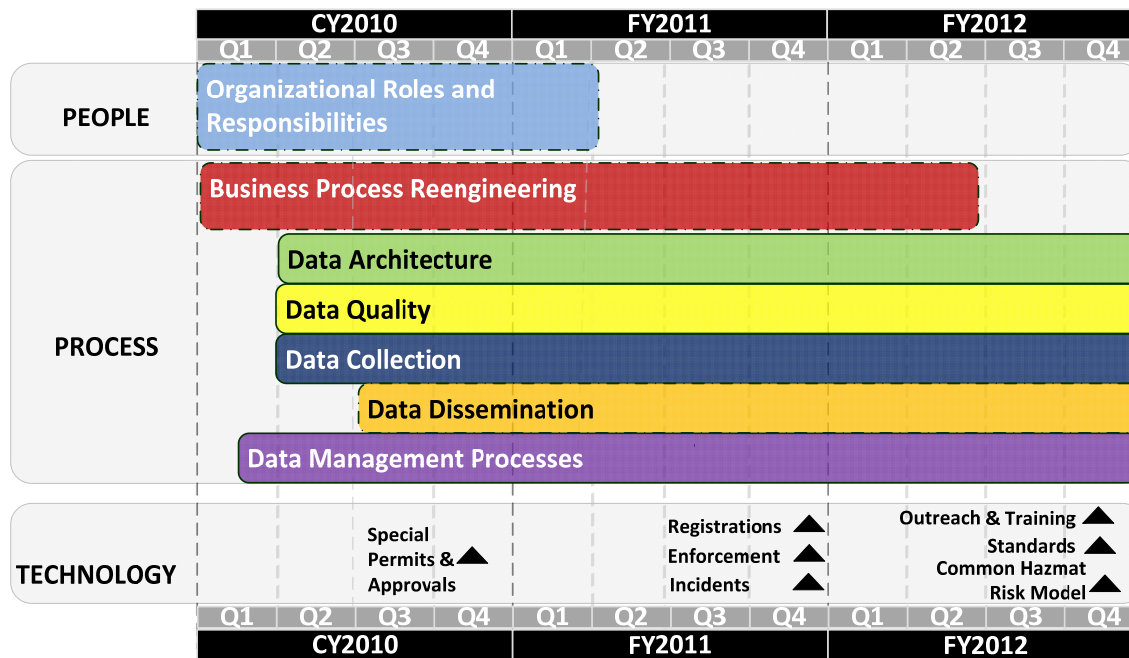 CY2010 FY2011 FY2012
Q1 Q2 Q3 Q4 Q1 Q2 Q3 Q4 Q1 Q2 Q3 Q4
PEOPLE
Organizational Roles and
Responsibilities
PROCESS
Business Process Reengineering
Data Architecture
Data Quality
Data Collection
Data Dissemination
Data Management Processes
TECHNOLOGY
Special
Permits &
Approvals
Registrations
Enforcement
Incidents
Outreach & Training
Standards
Common Hazmat
Risk Model
Q1 Q2 Q3 Q4 Q1 Q2 Q3 Q4 Q1 Q2 Q3 Q4
CY2010 FY2011 FY2012